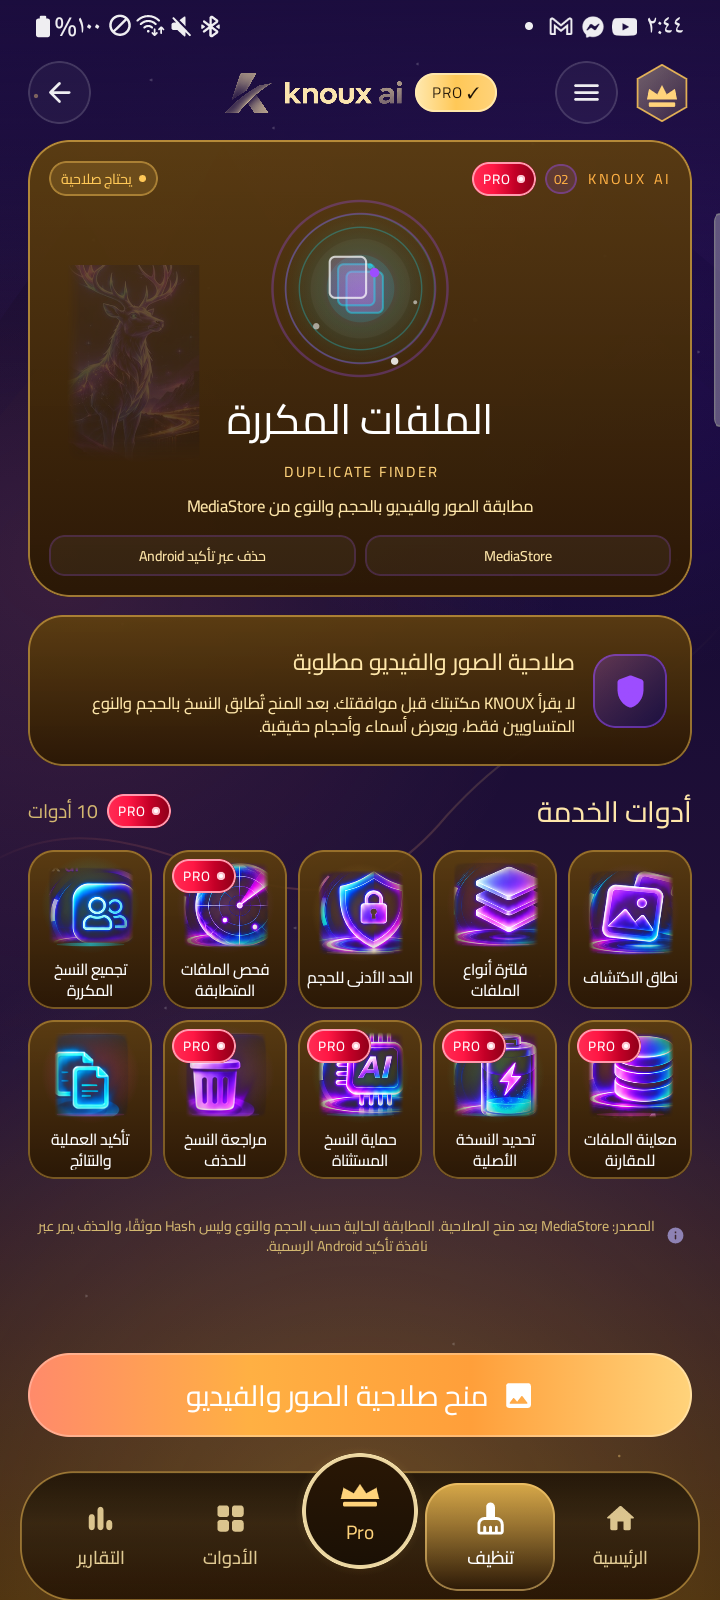 ٢:٤٤
%١٠٠
knoux ai
PRO ✓
KNOUX AI
02
PRO
يحتاج صلاحية
الملفات المكررة
DUPLICATE FINDER
مطابقة الصور والفيديو بالحجم والنوع من MediaStore
MediaStore
حذف عبر تأكيد Android
صلاحية الصور والفيديو مطلوبة
لا يقرأ KNOUX مكتبتك قبل موافقتك. بعد المنح تُطابق النسخ بالحجم والنوع
المتساويين فقط، ويعرض أسماء وأحجام حقيقية.
أدوات الخدمة
PRO
10 أدوات
نطاق الاكتشاف
فلترة أنواع
الملفات
الحد الأدنى للحجم
PRO
فحص الملفات
المتطابقة
تجميع النسخ
المكررة
PRO
معاينة الملفات
للمقارنة
PRO
تحديد النسخة
الأصلية
PRO
AI
حماية النسخ
المستثناة
PRO
مراجعة النسخ
للحذف
تأكيد العملية
والنتائج
المصدر: MediaStore بعد منح الصلاحية. المطابقة الحالية حسب الحجم والنوع وليس Hash موثقًا، والحذف يمر عبر
نافذة تأكيد Android الرسمية.
منح صلاحية الصور والفيديو
الرئيسية
تنظيف
Pro
الأدوات
التقارير